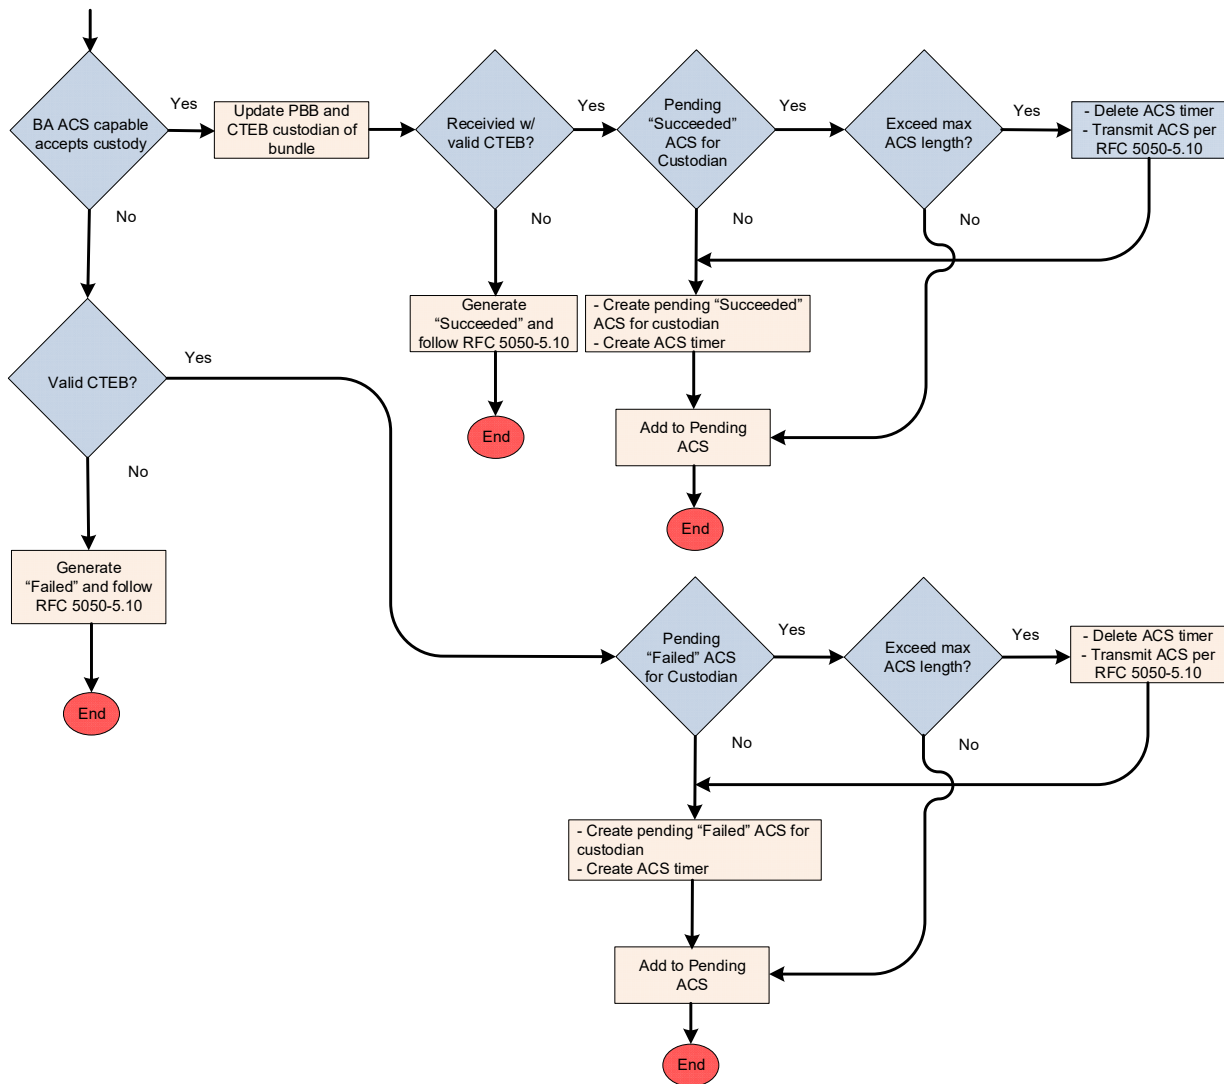 BA ACS capable
accepts custody
Yes
Update PBB and
CTEB custodian of
bundle
Receivied w/
valid CTEB?
Yes
Pending
“Succeeded”
ACS for
Custodian
Yes
Exceed max
ACS length?
Yes
- Delete ACS timer
- Transmit ACS per
RFC 5050-5.10
No
No
No
No
Generate
“Succeeded” and
follow RFC 5050-5.10
- Create pending “Succeeded”
ACS for custodian
- Create ACS timer
End
Add to Pending
ACS
End
Valid CTEB?
Yes
No
Generate
“Failed” and follow
RFC 5050-5.10
End
Pending
“Failed” ACS
for Custodian
Yes
Exceed max
ACS length?
Yes
- Delete ACS timer
- Transmit ACS per
RFC 5050-5.10
No
No
- Create pending “Failed” ACS for
custodian
- Create ACS timer
Add to Pending
ACS
End